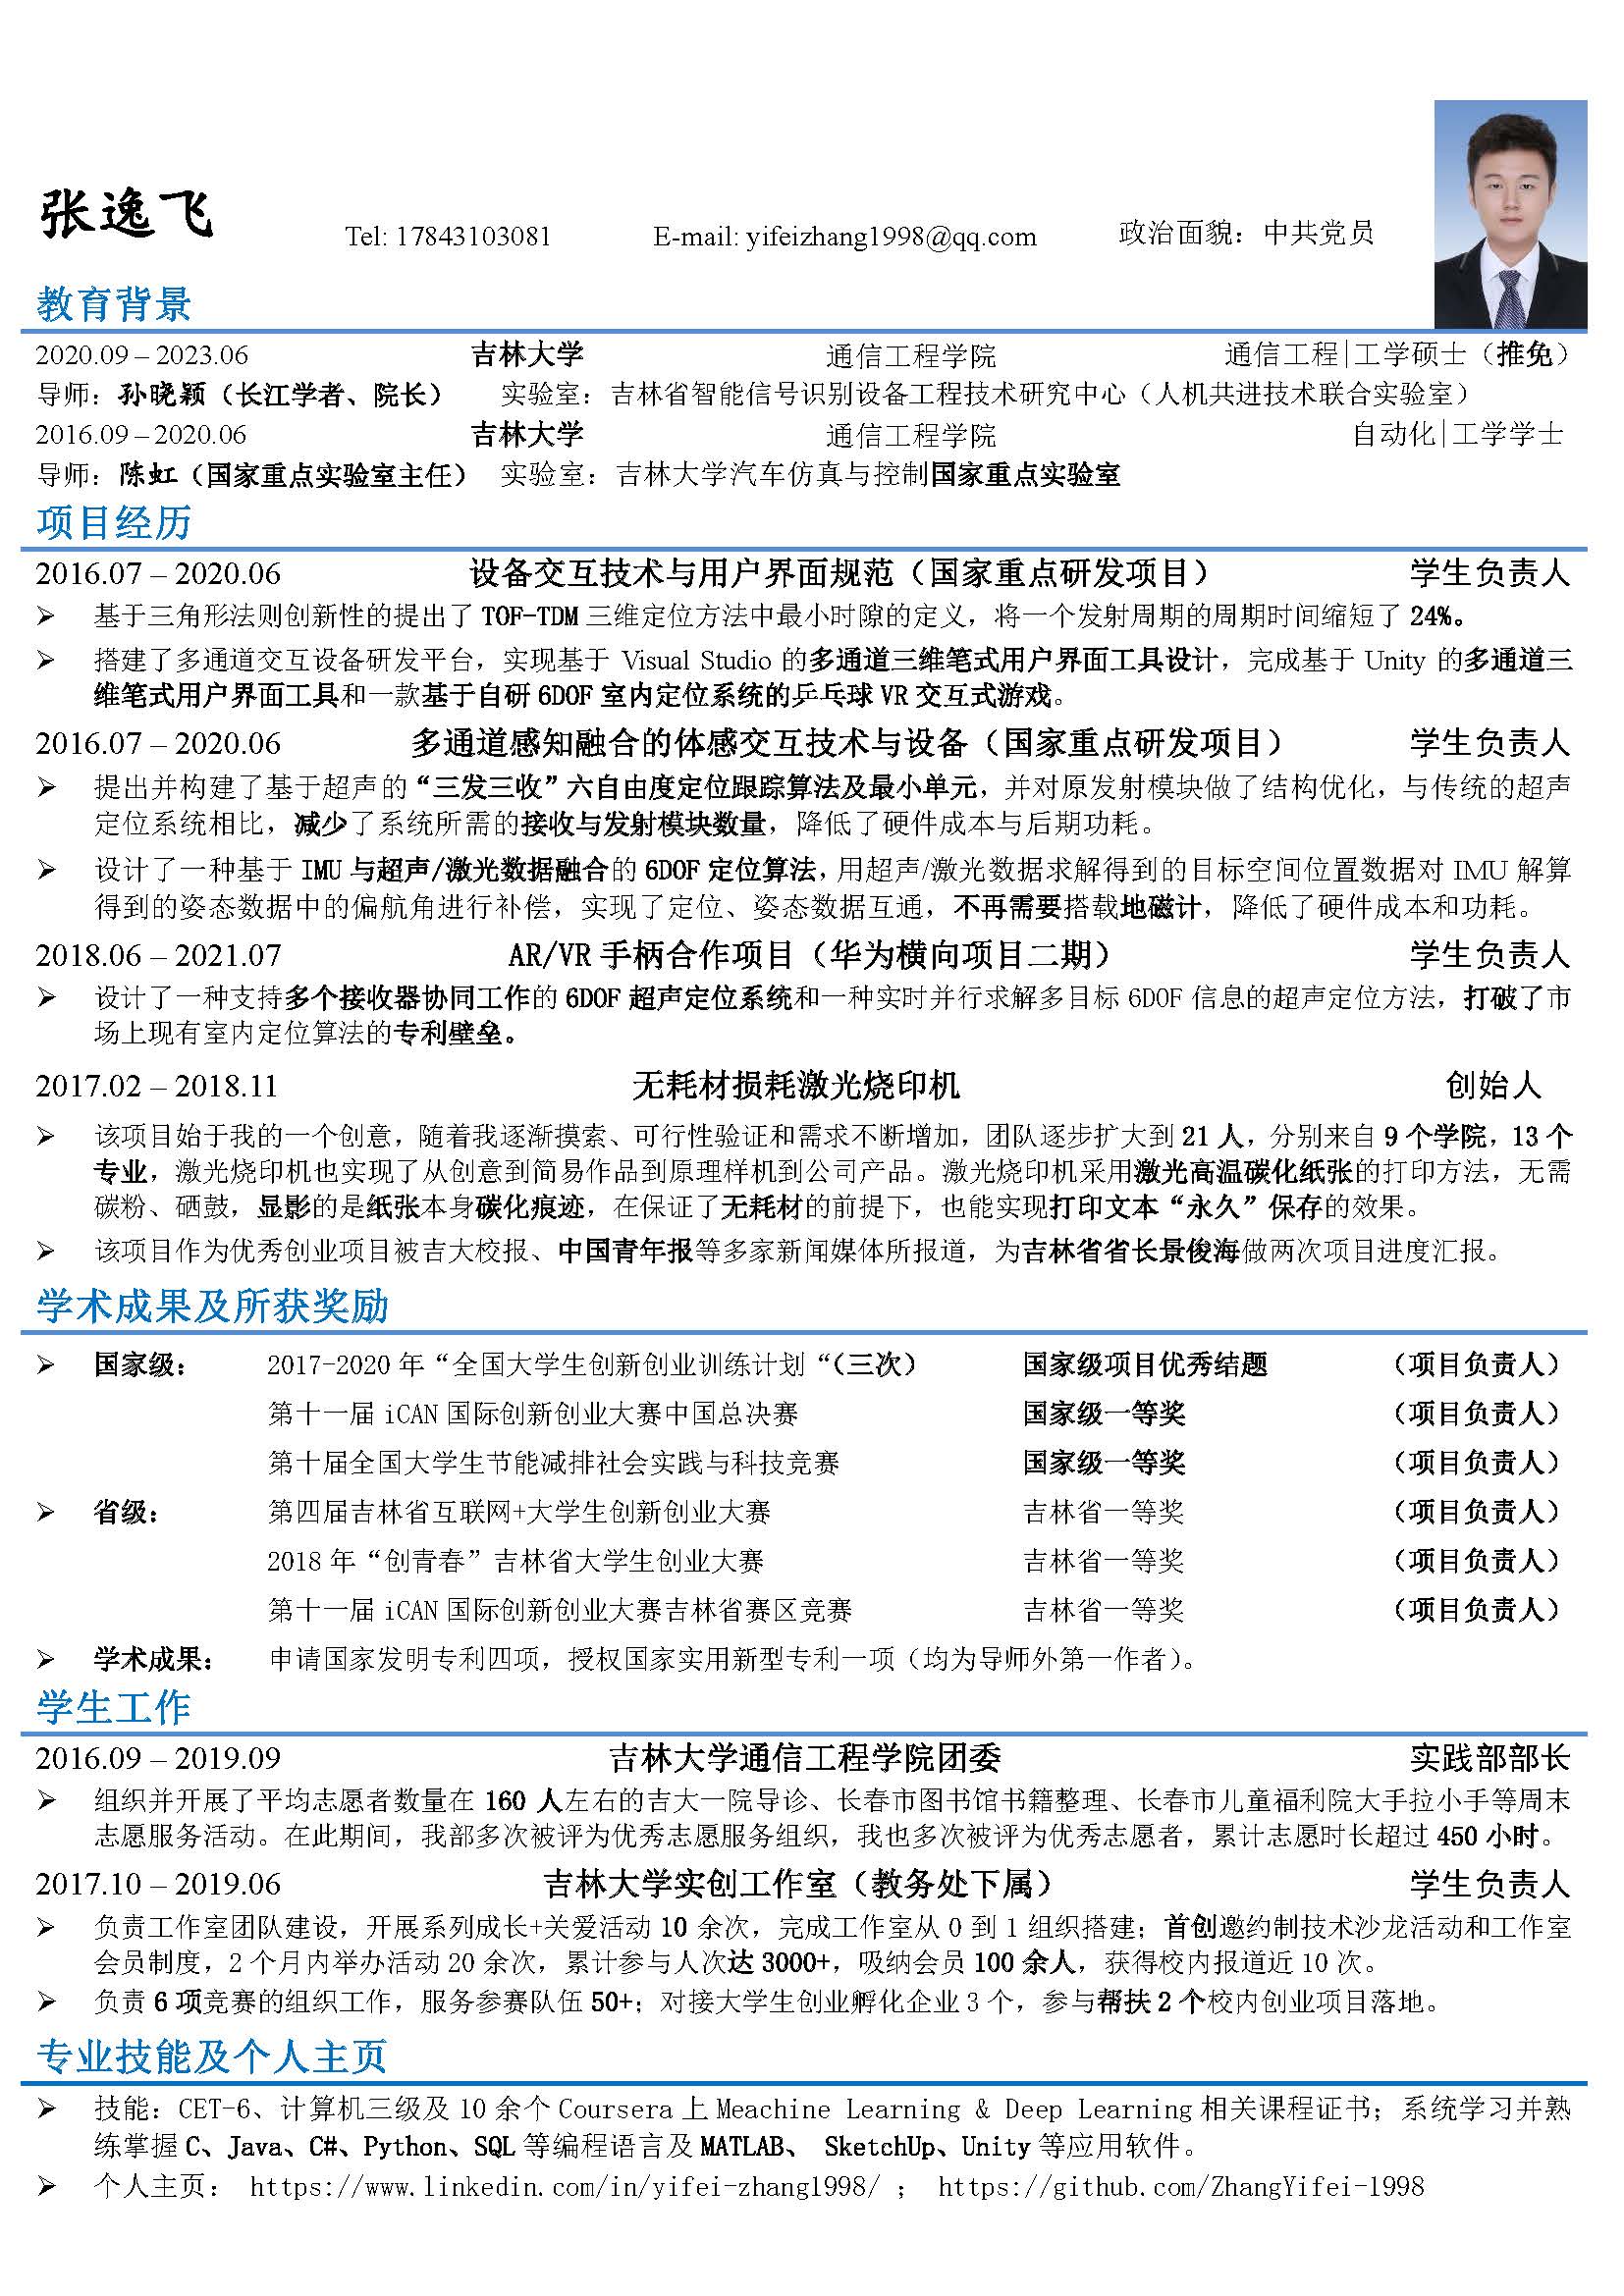 张逸飞 Tel: 17843103081 E-mail: yifeizhang1998@qq.com 政治面貌：中共党员
教育背景
2020.09 – 2023.06 吉林大学 通信工程学院 通信工程|工学硕士（推免）
导师：孙晓颖（长江学者、院长） 实验室：吉林省智能信号识别设备工程技术研究中心（人机共进技术联合实验室）
2016.09 – 2020.06 吉林大学 通信工程学院 自动化|工学学士
导师：陈虹（国家重点实验室主任） 实验室：吉林大学汽车仿真与控制国家重点实验室
项目经历
2016.07 – 2020.06 设备交互技术与用户界面规范（国家重点研发项目） 学生负责人
➢ 基于三角形法则创新性的提出了 TOF-TDM 三维定位方法中最小时隙的定义，将一个发射周期的周期时间缩短了 24%。
➢ 搭建了多通道交互设备研发平台，实现基于 Visual Studio 的多通道三维笔式用户界面工具设计，完成基于 Unity 的多通道三
维笔式用户界面工具和一款基于自研 6DOF 室内定位系统的乒乓球 VR 交互式游戏。
2016.07 – 2020.06 多通道感知融合的体感交互技术与设备（国家重点研发项目） 学生负责人
➢ 提出并构建了基于超声的“三发三收”六自由度定位跟踪算法及最小单元，并对原发射模块做了结构优化，与传统的超声
定位系统相比，减少了系统所需的接收与发射模块数量，降低了硬件成本与后期功耗。
➢ 设计了一种基于 IMU 与超声/激光数据融合的 6DOF 定位算法，用超声/激光数据求解得到的目标空间位置数据对 IMU 解算
得到的姿态数据中的偏航角进行补偿，实现了定位、姿态数据互通，不再需要搭载地磁计，降低了硬件成本和功耗。
2018.06 – 2021.07 AR/VR 手柄合作项目（华为横向项目二期） 学生负责人
➢ 设计了一种支持多个接收器协同工作的 6DOF 超声定位系统和一种实时并行求解多目标 6DOF 信息的超声定位方法，打破了市
场上现有室内定位算法的专利壁垒。
2017.02 – 2018.11 无耗材损耗激光烧印机 创始人
➢ 该项目始于我的一个创意，随着我逐渐摸索、可行性验证和需求不断增加，团队逐步扩大到 21 人，分别来自 9 个学院，13 个
专业，激光烧印机也实现了从创意到简易作品到原理样机到公司产品。激光烧印机采用激光高温碳化纸张的打印方法，无需
碳粉、硒鼓，显影的是纸张本身碳化痕迹，在保证了无耗材的前提下，也能实现打印文本“永久”保存的效果。
➢ 该项目作为优秀创业项目被吉大校报、中国青年报等多家新闻媒体所报道，为吉林省省长景俊海做两次项目进度汇报。
学术成果及所获奖励
➢ 国家级： 2017-2020 年“全国大学生创新创业训练计划“（三次） 国家级项目优秀结题 （项目负责人）
第十一届 iCAN 国际创新创业大赛中国总决赛 国家级一等奖 （项目负责人）
第十届全国大学生节能减排社会实践与科技竞赛 国家级一等奖 （项目负责人）
➢ 省级： 第四届吉林省互联网+大学生创新创业大赛 吉林省一等奖 （项目负责人）
2018 年“创青春”吉林省大学生创业大赛 吉林省一等奖 （项目负责人）
第十一届 iCAN 国际创新创业大赛吉林省赛区竞赛 吉林省一等奖 （项目负责人）
➢ 学术成果： 申请国家发明专利四项，授权国家实用新型专利一项（均为导师外第一作者）。
学生工作
2016.09 – 2019.09 吉林大学通信工程学院团委 实践部部长
➢ 组织并开展了平均志愿者数量在 160 人左右的吉大一院导诊、长春市图书馆书籍整理、长春市儿童福利院大手拉小手等周末
志愿服务活动。在此期间，我部多次被评为优秀志愿服务组织，我也多次被评为优秀志愿者，累计志愿时长超过 450 小时。
2017.10 – 2019.06 吉林大学实创工作室（教务处下属） 学生负责人
➢ 负责工作室团队建设，开展系列成长+关爱活动 10 余次，完成工作室从 0 到 1 组织搭建；首创邀约制技术沙龙活动和工作室
会员制度，2 个月内举办活动 20 余次，累计参与人次达 3000+，吸纳会员 100 余人，获得校内报道近 10 次。
➢ 负责 6 项竞赛的组织工作，服务参赛队伍 50+；对接大学生创业孵化企业 3 个，参与帮扶 2 个校内创业项目落地。
专业技能及个人主页
➢ 技能：CET-6、计算机三级及 10 余个 Coursera 上 Meachine Learning & Deep Learning 相关课程证书；系统学习并熟
练掌握 C、Java、C#、Python、SQL 等编程语言及 MATLAB、 SketchUp、Unity 等应用软件。
➢ 个人主页： https://www.linkedin.com/in/yifei-zhang1998/ ； https://github.com/ZhangYifei-1998